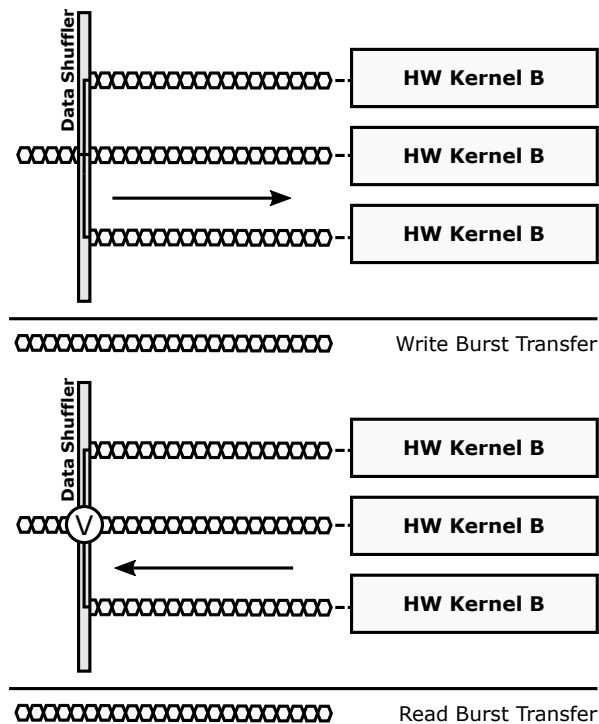 Data Shuffler
HW Kernel B
HW Kernel B
HW Kernel B
Write Burst Transfer
Data Shuffler
HW Kernel B
V
HW Kernel B
HW Kernel B
Read Burst Transfer